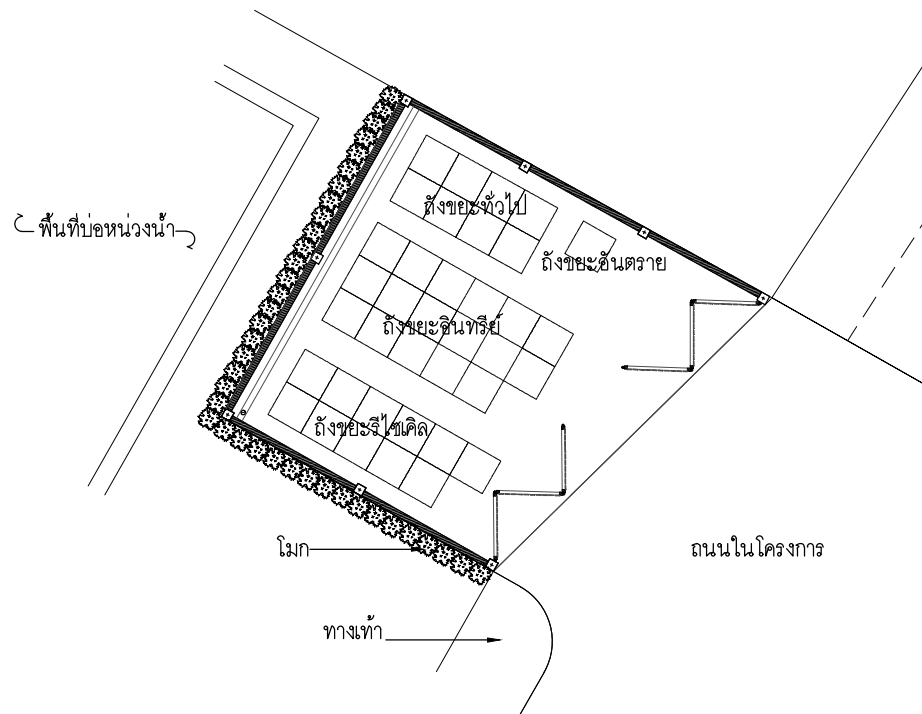 ถังขยะทั่วไป
พื้นที่บ่อหน่วงน้ำ
ถังขยะอันตราย
ถังขยะอินทรีย์
ถังขยะรีไซเคิล
โมก
ถนนในโครงการ
ทางเท้า